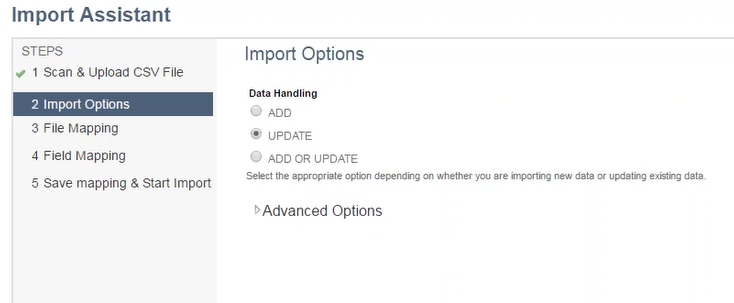 Import Assistant
STEPS
1 Scan & Upload CSV File
2 Import Options
3 File Mapping
4 Field Mapping
5 Save mapping & Start Import
Import Options
Data Handling
ADD
UPDATE
ADD OR UPDATE
Select the appropriate option depending on whether you are importing new data or updating existing data.
Advanced Options